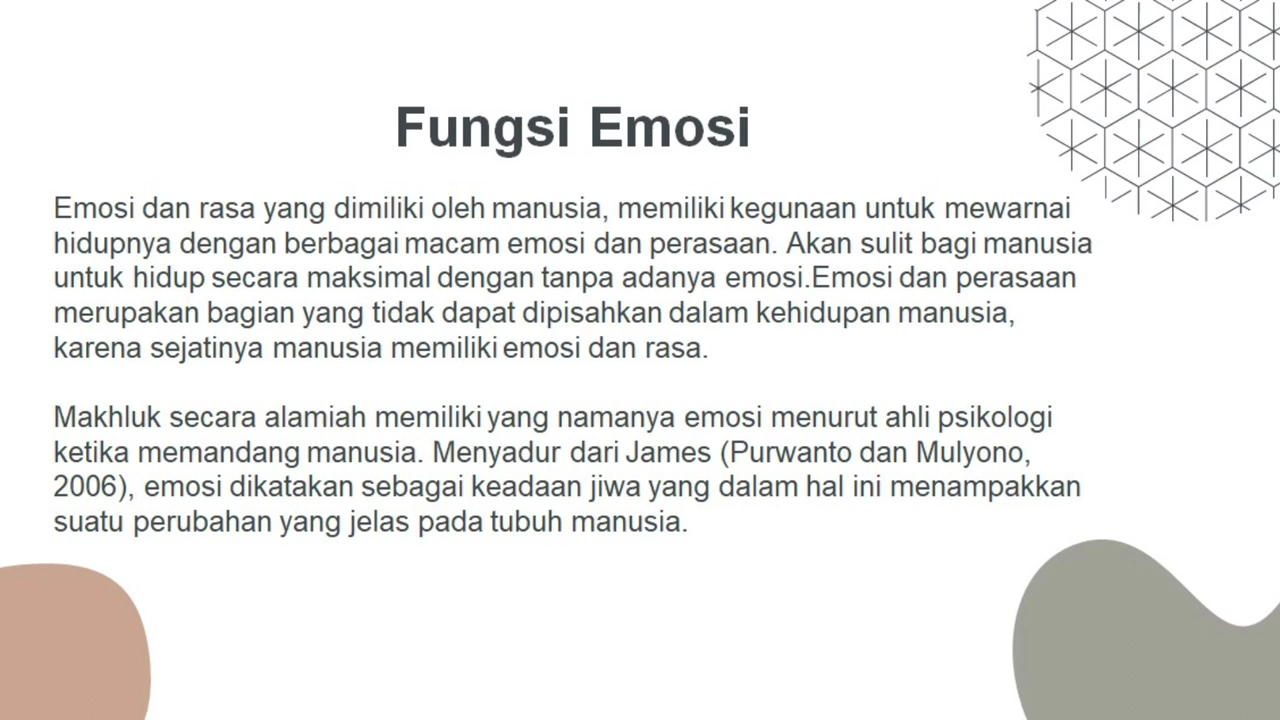 Fungsi Emosi
Emosi dan rasa yang dimiliki oleh manusia, memiliki kegunaan untuk mewarnai
hidupnya dengan berbagai macam emosi dan perasaan. Akan sulit bagi manusia
untuk hidup secara maksimal dengan tanpa adanya emosi.Emosi dan perasaan
merupakan bagian yang tidak dapat dipisahkan dalam kehidupan manusia,
karena sejatinya manusia memiliki emosi dan rasa.
Makhluk secara alamiah memiliki yang namanya emosi menurut ahli psikologi
ketika memandang manusia. Menyadur dari James (Purwanto dan Mulyono,
2006), emosi dikatakan sebagai keadaan jiwa yang dalam hal ini menampakkan
suatu perubahan yang jelas pada tubuh manusia.